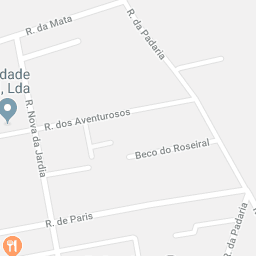 R. da Mata
R. da Padaria
dade
, Lda
R. Nova da Jardia
R. dos Aventurosos
Beco do Roseiral
R. de Paris
R. da Padaria